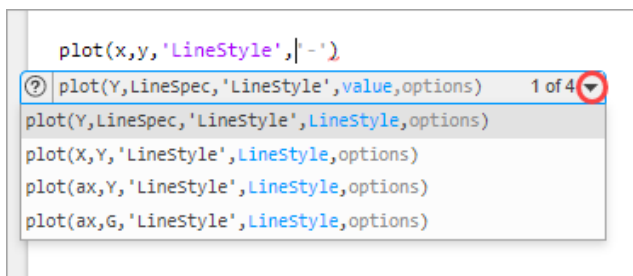 plot(x,y,'LineStyle','-')
? plot(Y,LineSpec,'LineStyle',value,options) 1 of 4
plot(Y,LineSpec,'LineStyle',LineStyle,options)
plot(X,Y,'LineStyle',LineStyle,options)
plot(ax,Y,'LineStyle',LineStyle,options)
plot(ax,G,'LineStyle',LineStyle,options)